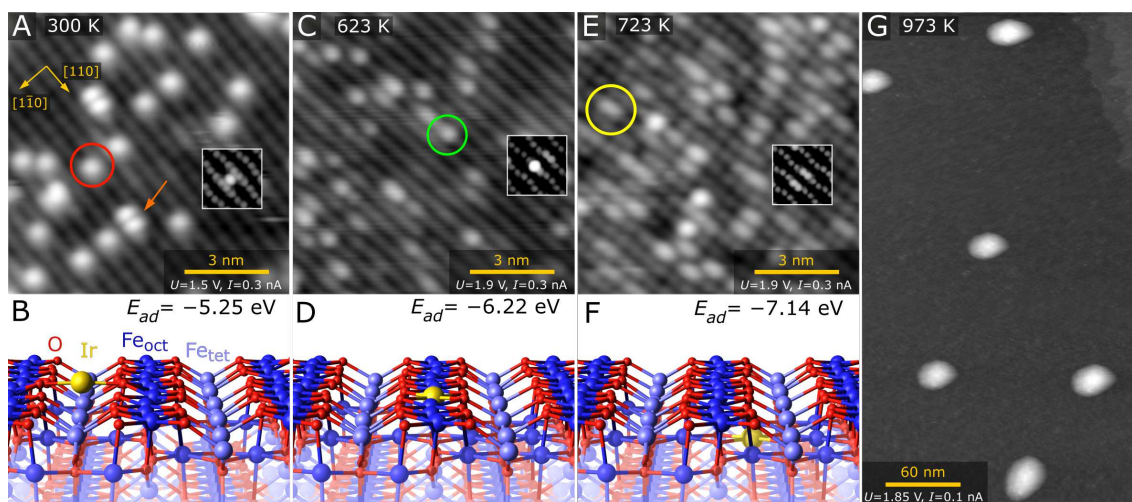 A 300 K
[110]
[11̅0]
3 nm
U=1.5 V, I=0.3 nA
B
E_ad= −5.25 eV
O
Ir
Fe_oct
Fe_tet
C 623 K
3 nm
U=1.9 V, I=0.3 nA
D
E_ad= −6.22 eV
E 723 K
3 nm
U=1.9 V, I=0.3 nA
F
E_ad= −7.14 eV
G 973 K
60 nm
U=1.85 V, I=0.1 nA